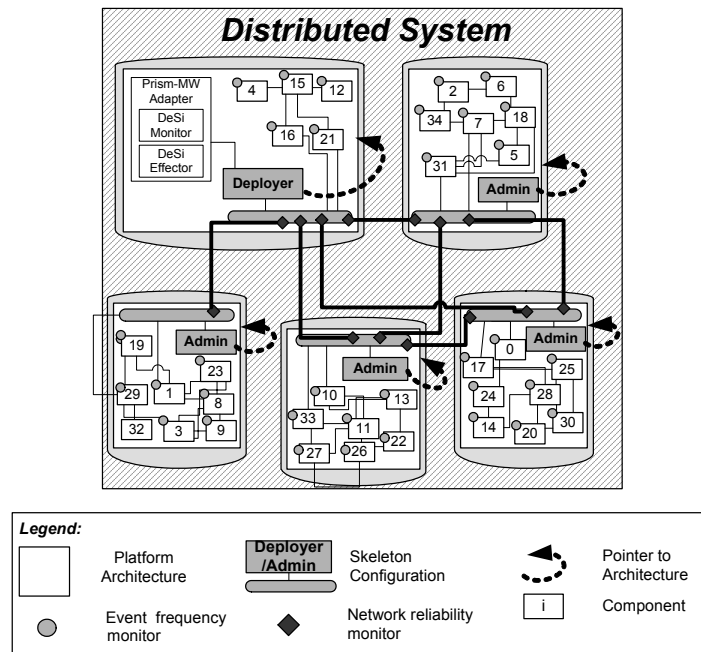 Distributed System
Prism-MW
Adapter
DeSi
Monitor
DeSi
Effector
4
15
12
16
21
Deployer
2
6
34
7
18
5
31
Admin
19
Admin
23
29
1
8
32
3
9
Admin
10
13
33
11
22
27
26
Admin
0
17
25
24
28
14
20
30
Legend:
Platform
Architecture
Deployer
/Admin
Skeleton
Configuration
Pointer to
Architecture
Event frequency
monitor
Network reliability
monitor
i
Component